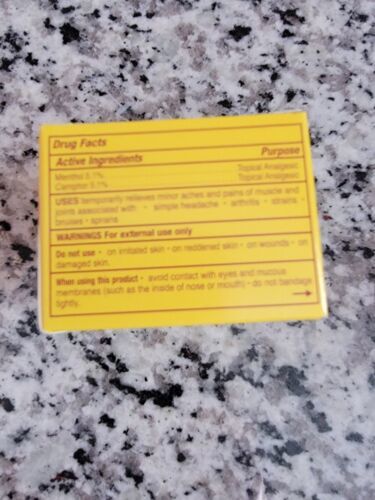 Drug Facts
Active Ingredients Purpose
Menthol 8.1% Topical Analgesic
Camphor 5.1% Topical Analgesic
USES temporarily relieves minor aches and pains of muscle and
joints associated with • simple headache • arthritis • strains •
bruises • sprains
WARNINGS For external use only
Do not use • on irritated skin • on reddened skin • on wounds • on
damaged skin.
When using this product • avoid contact with eyes and mucous
membranes (such as the inside of nose or mouth) • do not bandage
tightly.